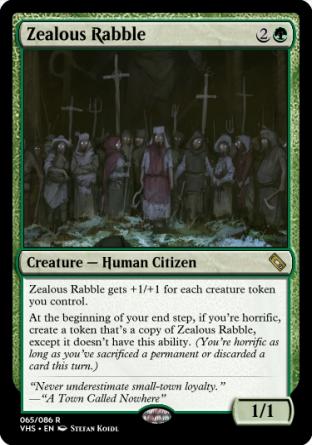 Zealous Rabble 2
Creature — Human Citizen
Zealous Rabble gets +1/+1 for each creature token
you control.
At the beginning of your end step, if you're horrific,
create a token that's a copy of Zealous Rabble,
except it doesn't have this ability. (You're horrific as
long as you've sacrificed a permanent or discarded a
card this turn.)
“Never underestimate small-town loyalty.”
—“A Town Called Nowhere”
1/1
065/086 R
VHS • EN Stefan Koidl